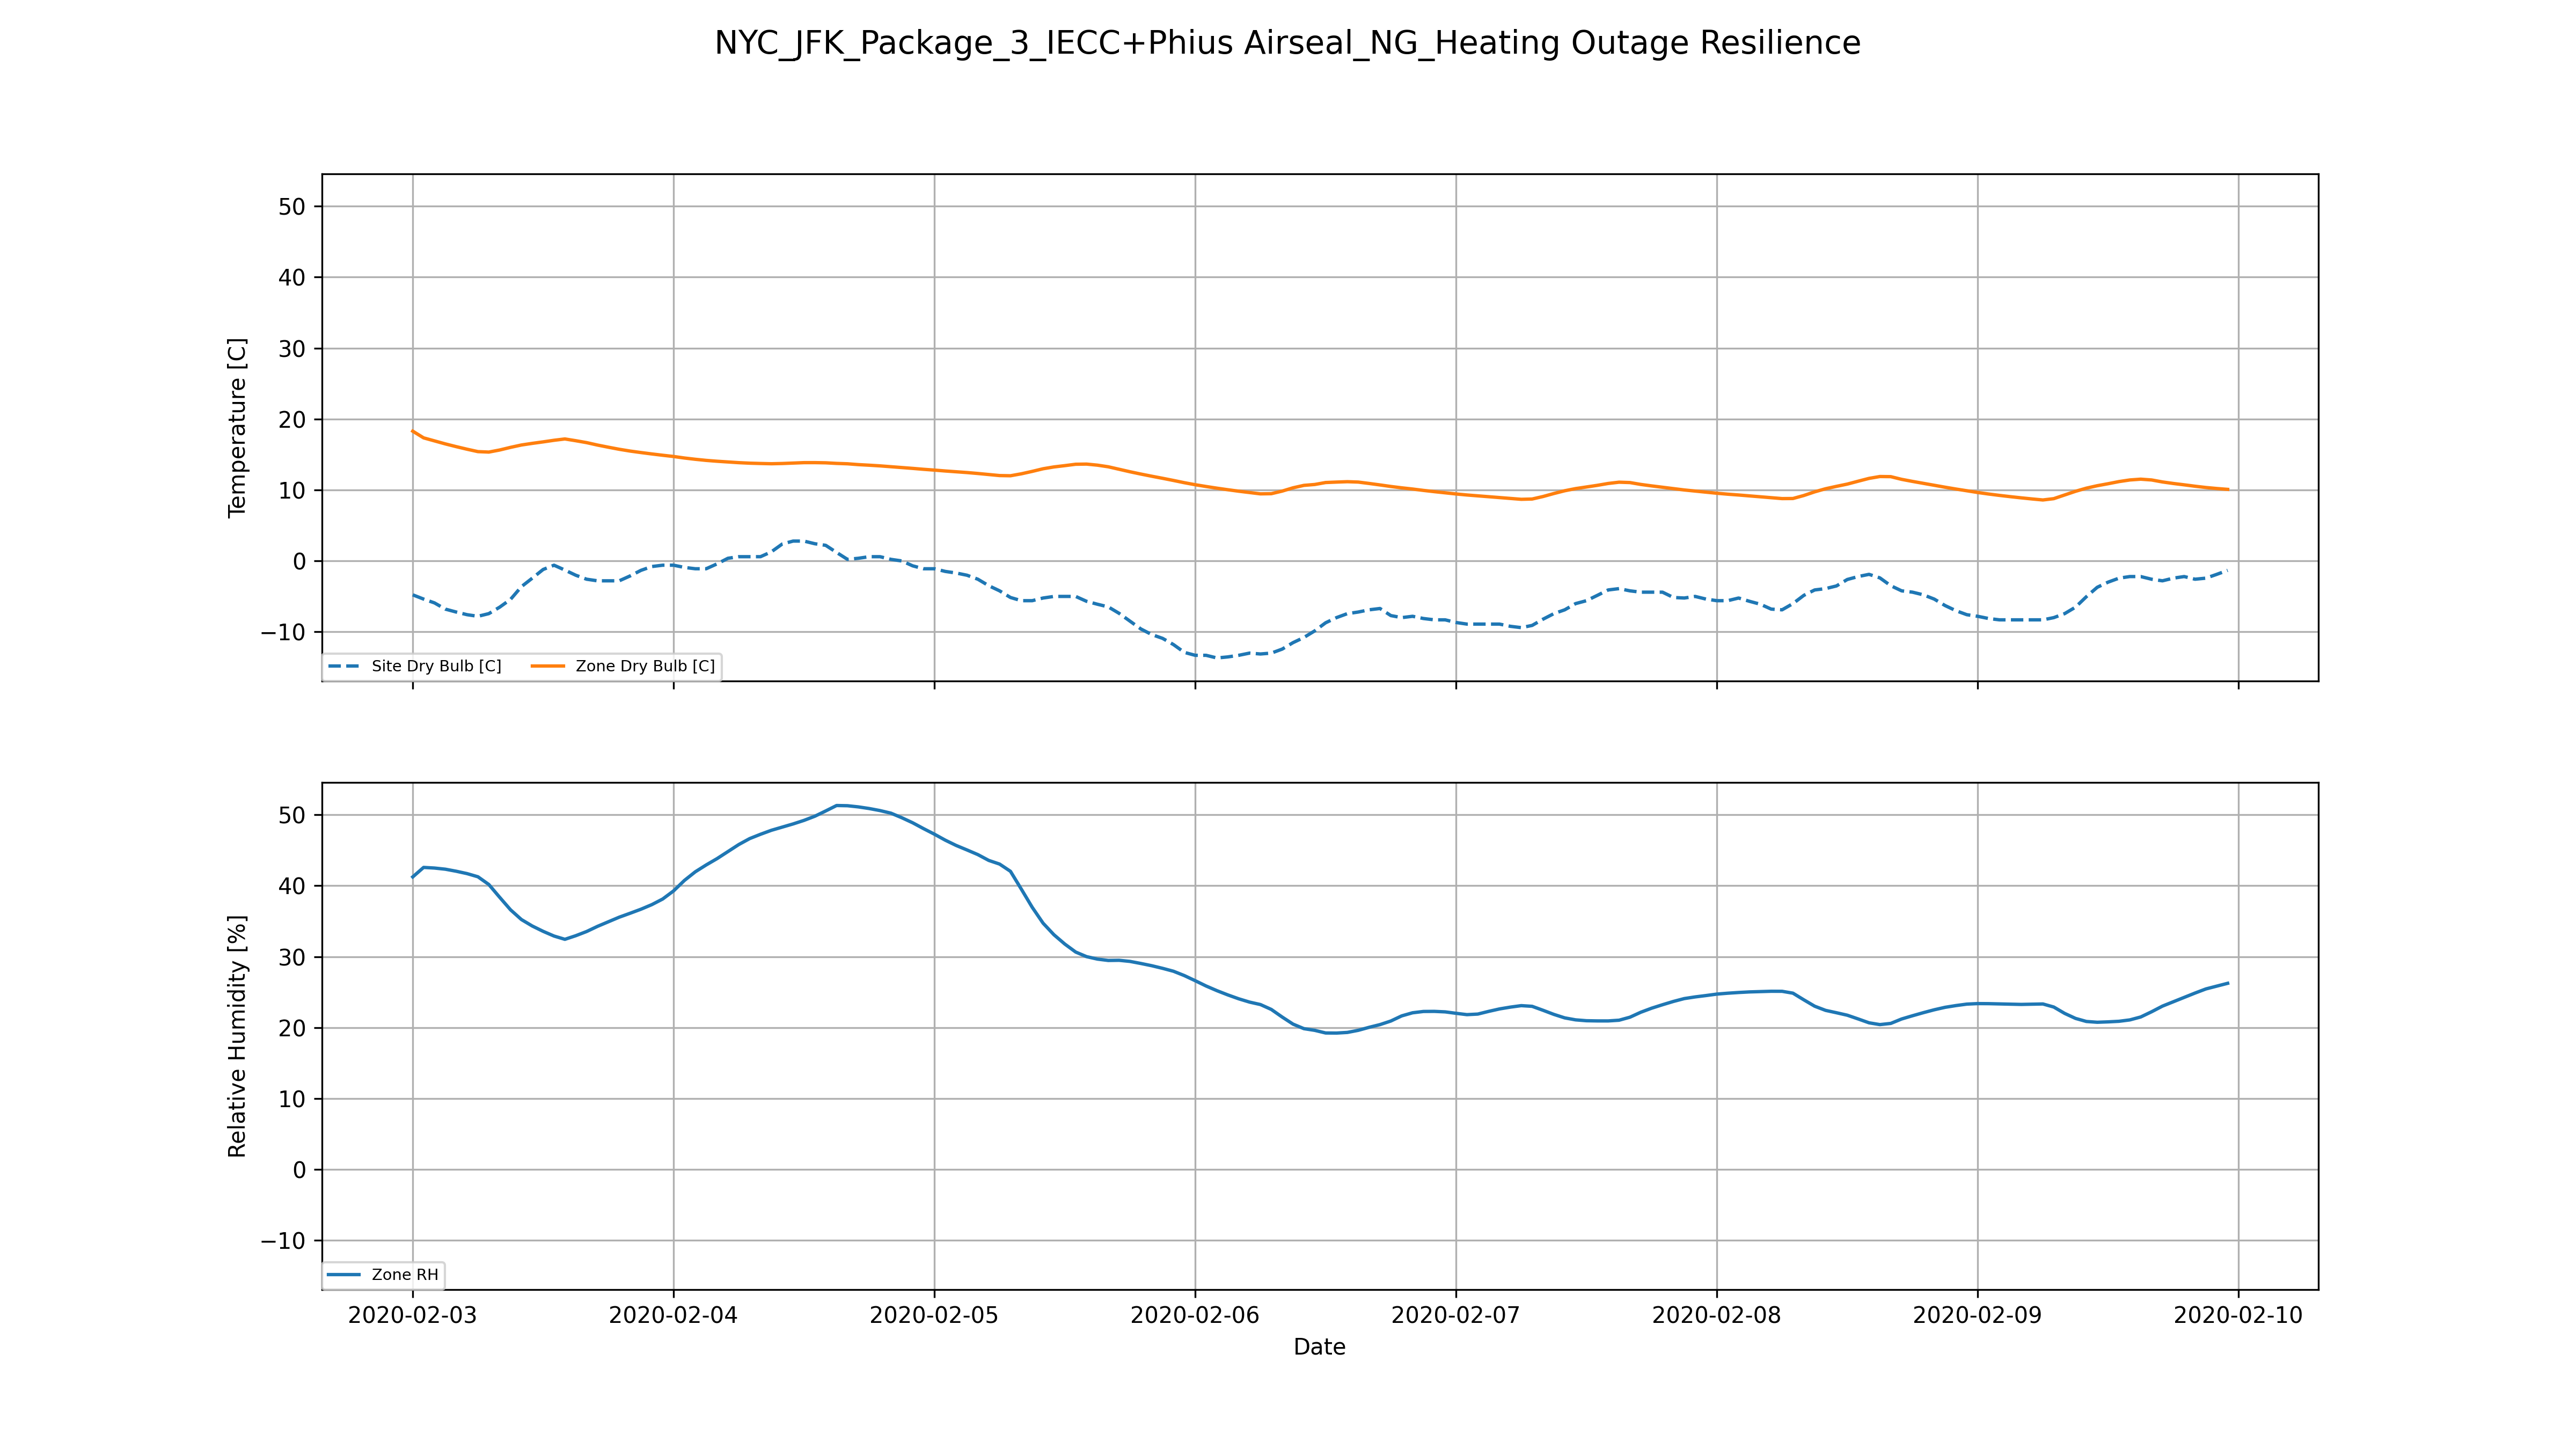 NYC_JFK_Package_3_IECC+Phius Airseal_NG_Heating Outage Resilience
Temperature [C]
50
40
30
20
10
0
−10
Site Dry Bulb [C] Zone Dry Bulb [C]
Relative Humidity [%]
50
40
30
20
10
0
−10
Zone RH
2020-02-03 2020-02-04 2020-02-05 2020-02-06 2020-02-07 2020-02-08 2020-02-09 2020-02-10
Date